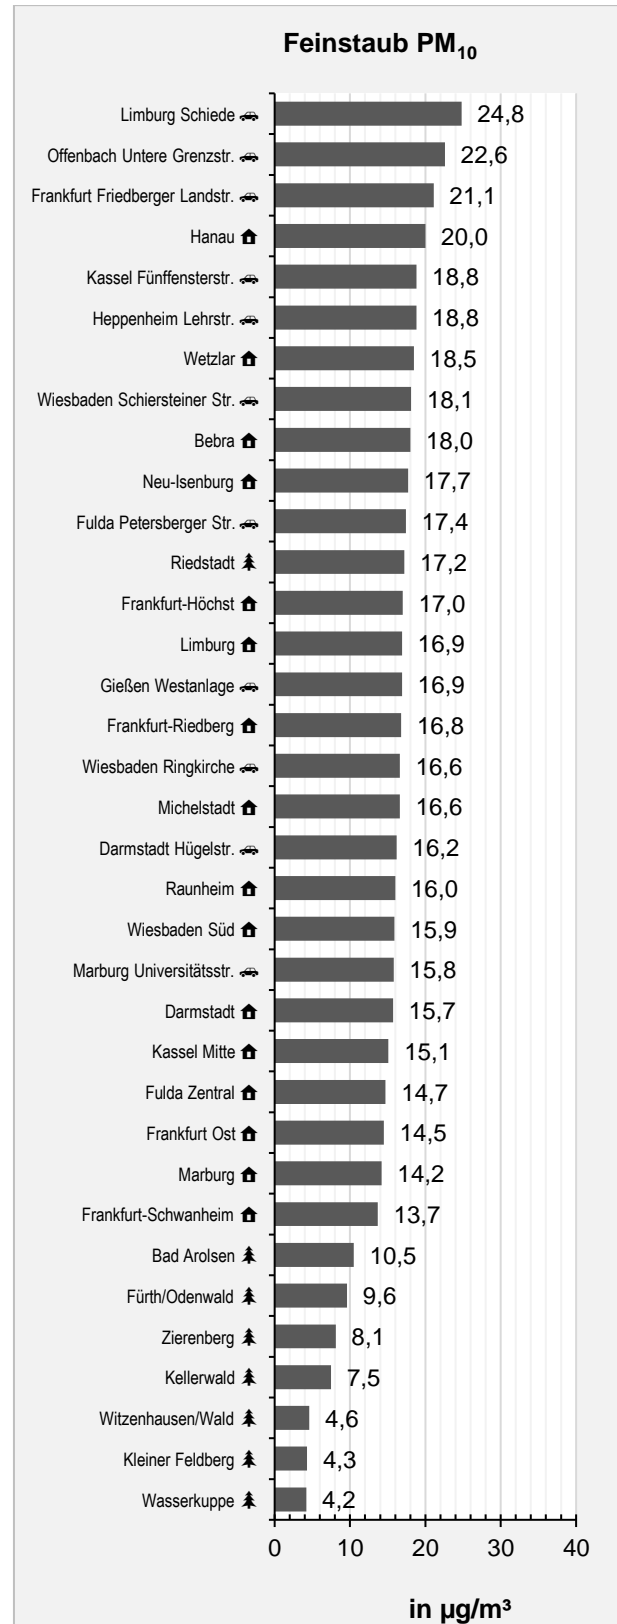 Feinstaub PM₁₀
Limburg Schiede 24,8
Offenbach Untere Grenzstr. 22,6
Frankfurt Friedberger Landstr. 21,1
Hanau 20,0
Kassel Fünffensterstr. 18,8
Heppenheim Lehrstr. 18,8
Wetzlar 18,5
Wiesbaden Schiersteiner Str. 18,1
Bebra 18,0
Neu-Isenburg 17,7
Fulda Petersberger Str. 17,4
Riedstadt 17,2
Frankfurt-Höchst 17,0
Limburg 16,9
Gießen Westanlage 16,9
Frankfurt-Riedberg 16,8
Wiesbaden Ringkirche 16,6
Michelstadt 16,6
Darmstadt Hügelstr. 16,2
Raunheim 16,0
Wiesbaden Süd 15,9
Marburg Universitätsstr. 15,8
Darmstadt 15,7
Kassel Mitte 15,1
Fulda Zentral 14,7
Frankfurt Ost 14,5
Marburg 14,2
Frankfurt-Schwanheim 13,7
Bad Arolsen 10,5
Fürth/Odenwald 9,6
Zierenberg 8,1
Kellerwald 7,5
Witzenhausen/Wald 4,6
Kleiner Feldberg 4,3
Wasserkuppe 4,2
0 10 20 30 40
in µg/m³